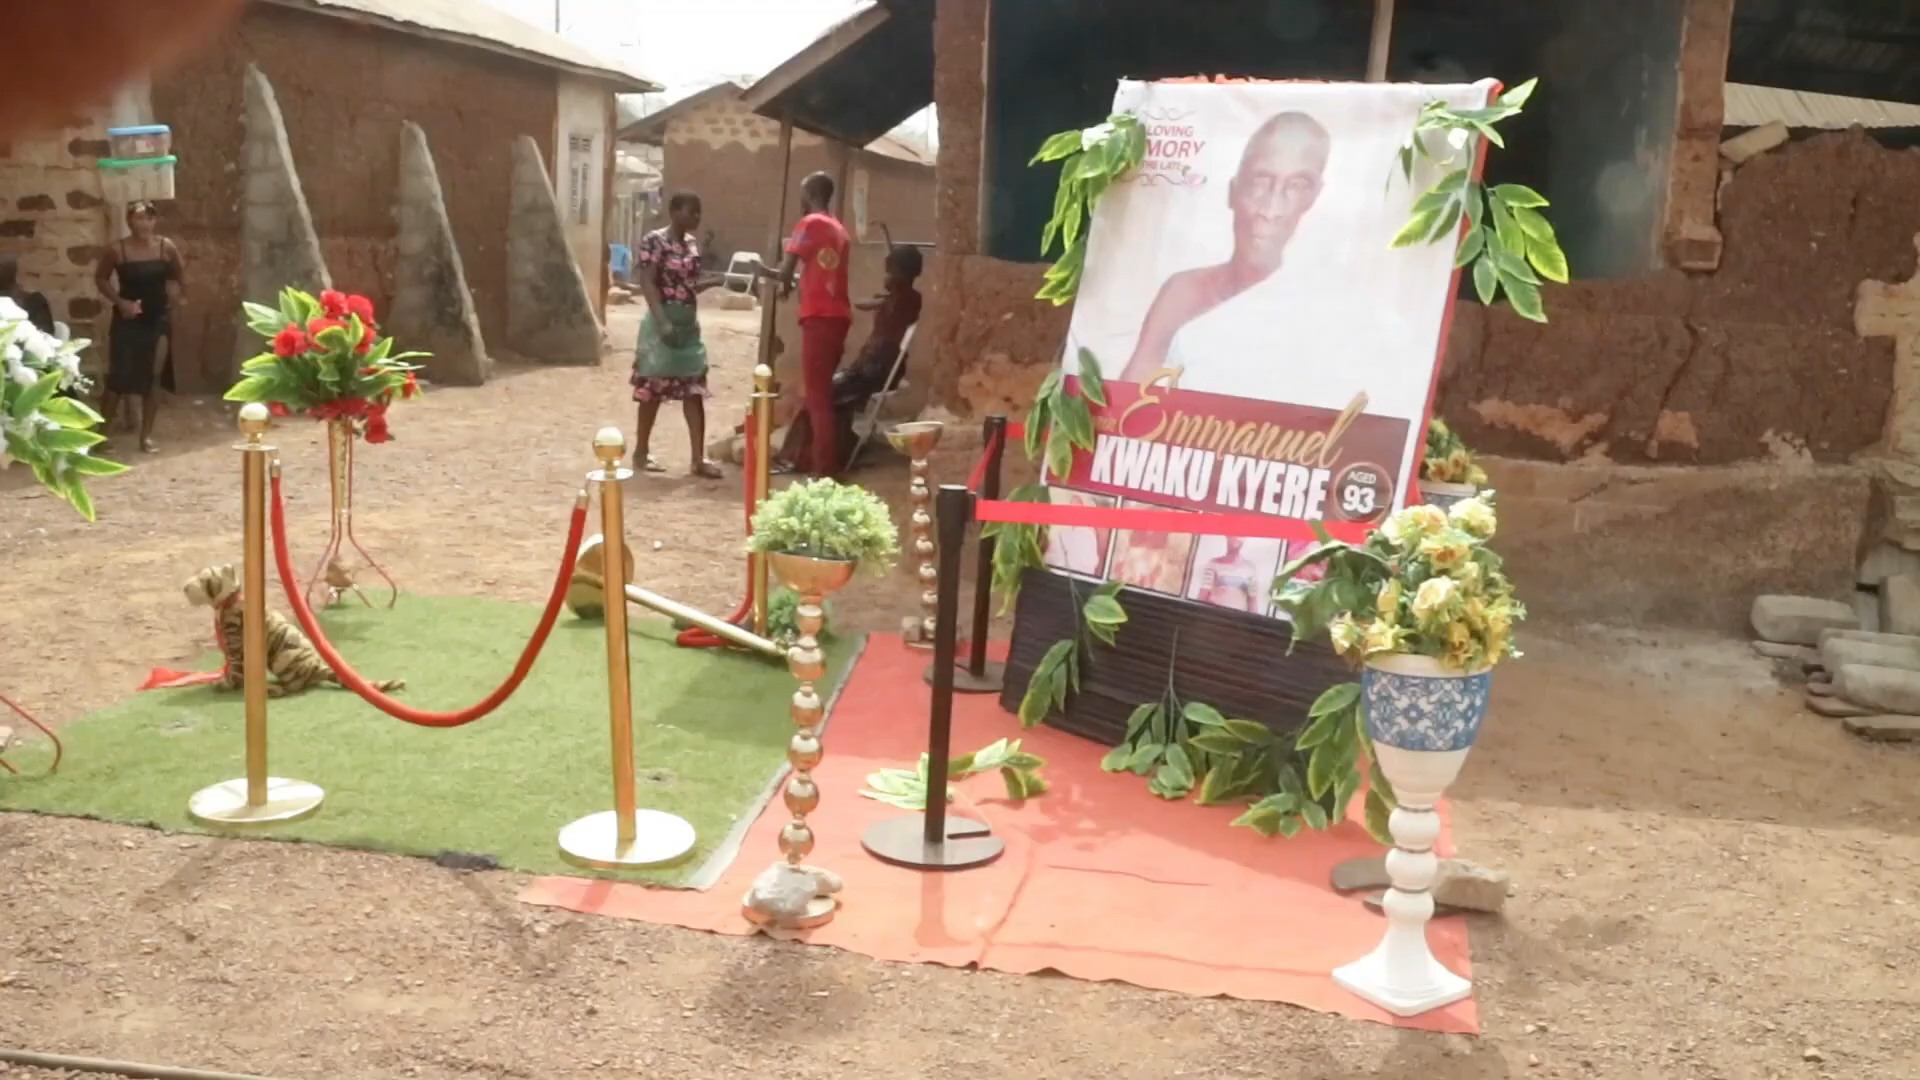 LOVING
MORY
THE LATE
Emmanuel
KWAKU KYERE
AGED
93